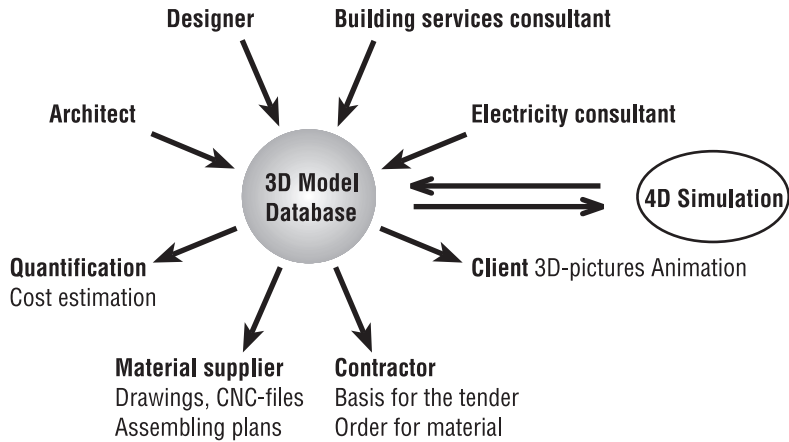 Designer
Building services consultant
Architect
Electricity consultant
3D Model
Database
4D Simulation
Quantification
Cost estimation
Client 3D-pictures Animation
Material supplier
Drawings, CNC-files
Assembling plans
Contractor
Basis for the tender
Order for material